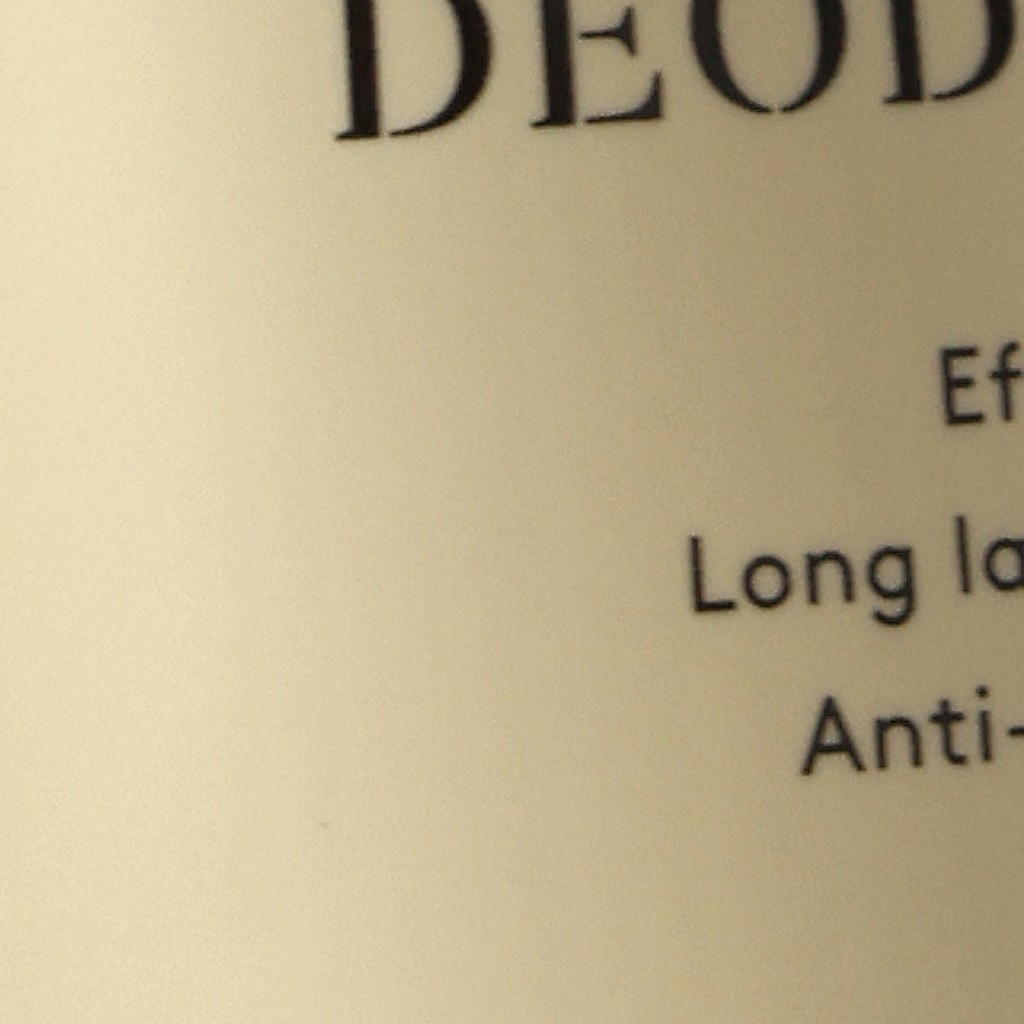 DEOD
Ef
Long la
Anti-